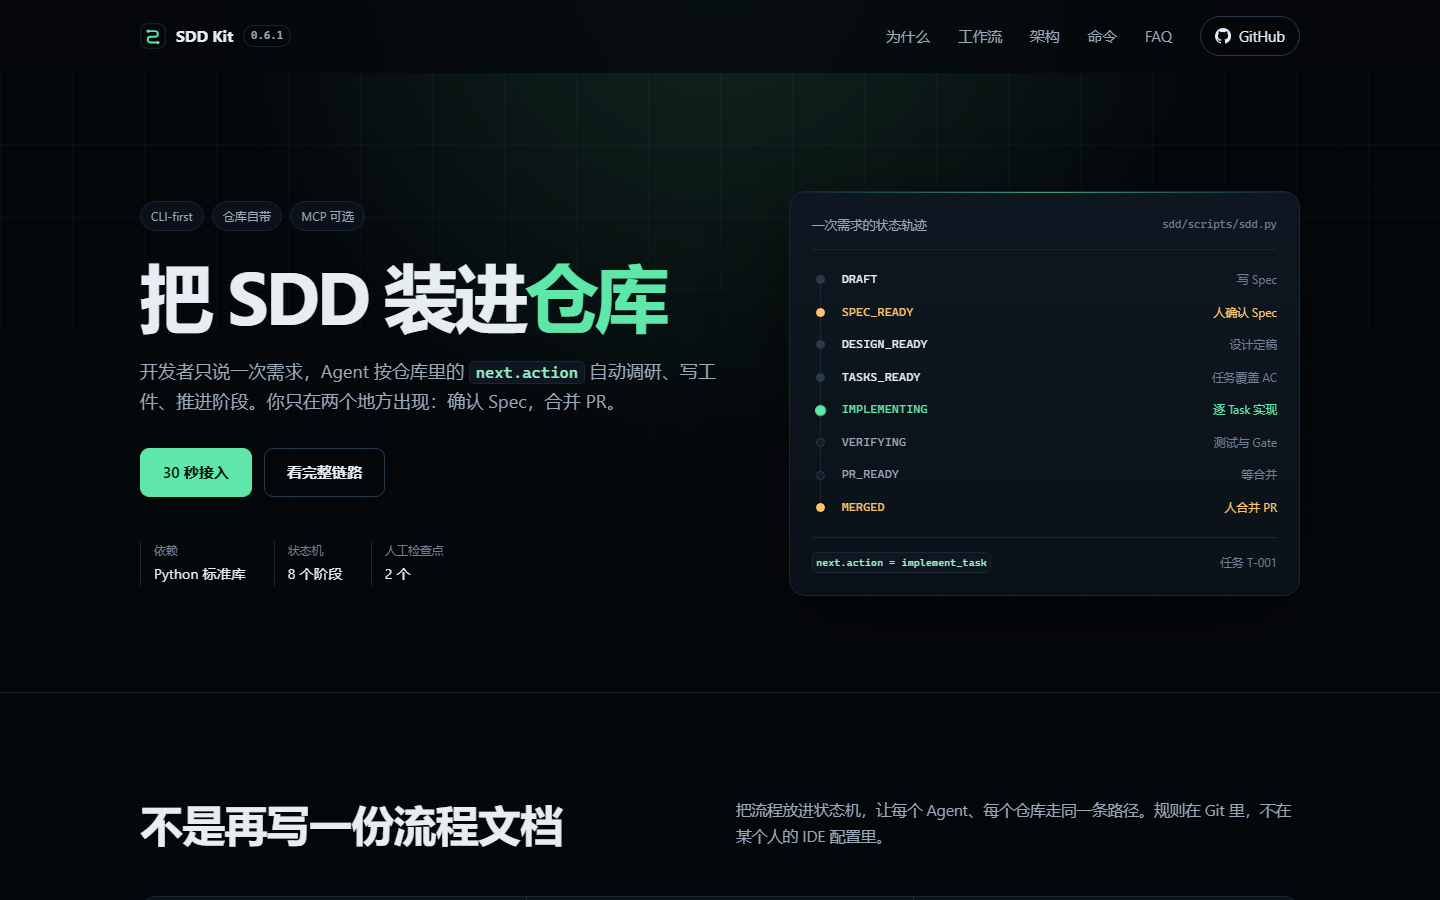 SDD Kit 0.6.1
为什么 工作流 架构 命令 FAQ GitHub
CLI-first 仓库自带 MCP 可选
把 SDD 装进仓库
开发者只说一次需求，Agent 按仓库里的 next.action 自动调研、写工
件、推进阶段。你只在两个地方出现：确认 Spec，合并 PR。
30 秒接入 看完整链路
依赖 状态机 人工检查点
Python 标准库 8 个阶段 2 个
一次需求的状态轨迹 sdd/scripts/sdd.py
DRAFT 写 Spec
SPEC_READY 人确认 Spec
DESIGN_READY 设计定稿
TASKS_READY 任务覆盖 AC
IMPLEMENTING 逐 Task 实现
VERIFYING 测试与 Gate
PR_READY 等合并
MERGED 人合并 PR
next.action = implement_task 任务 T-001
不是再写一份流程文档
把流程放进状态机，让每个 Agent、每个仓库走同一条路径。规则在 Git 里，不在
某个人的 IDE 配置里。